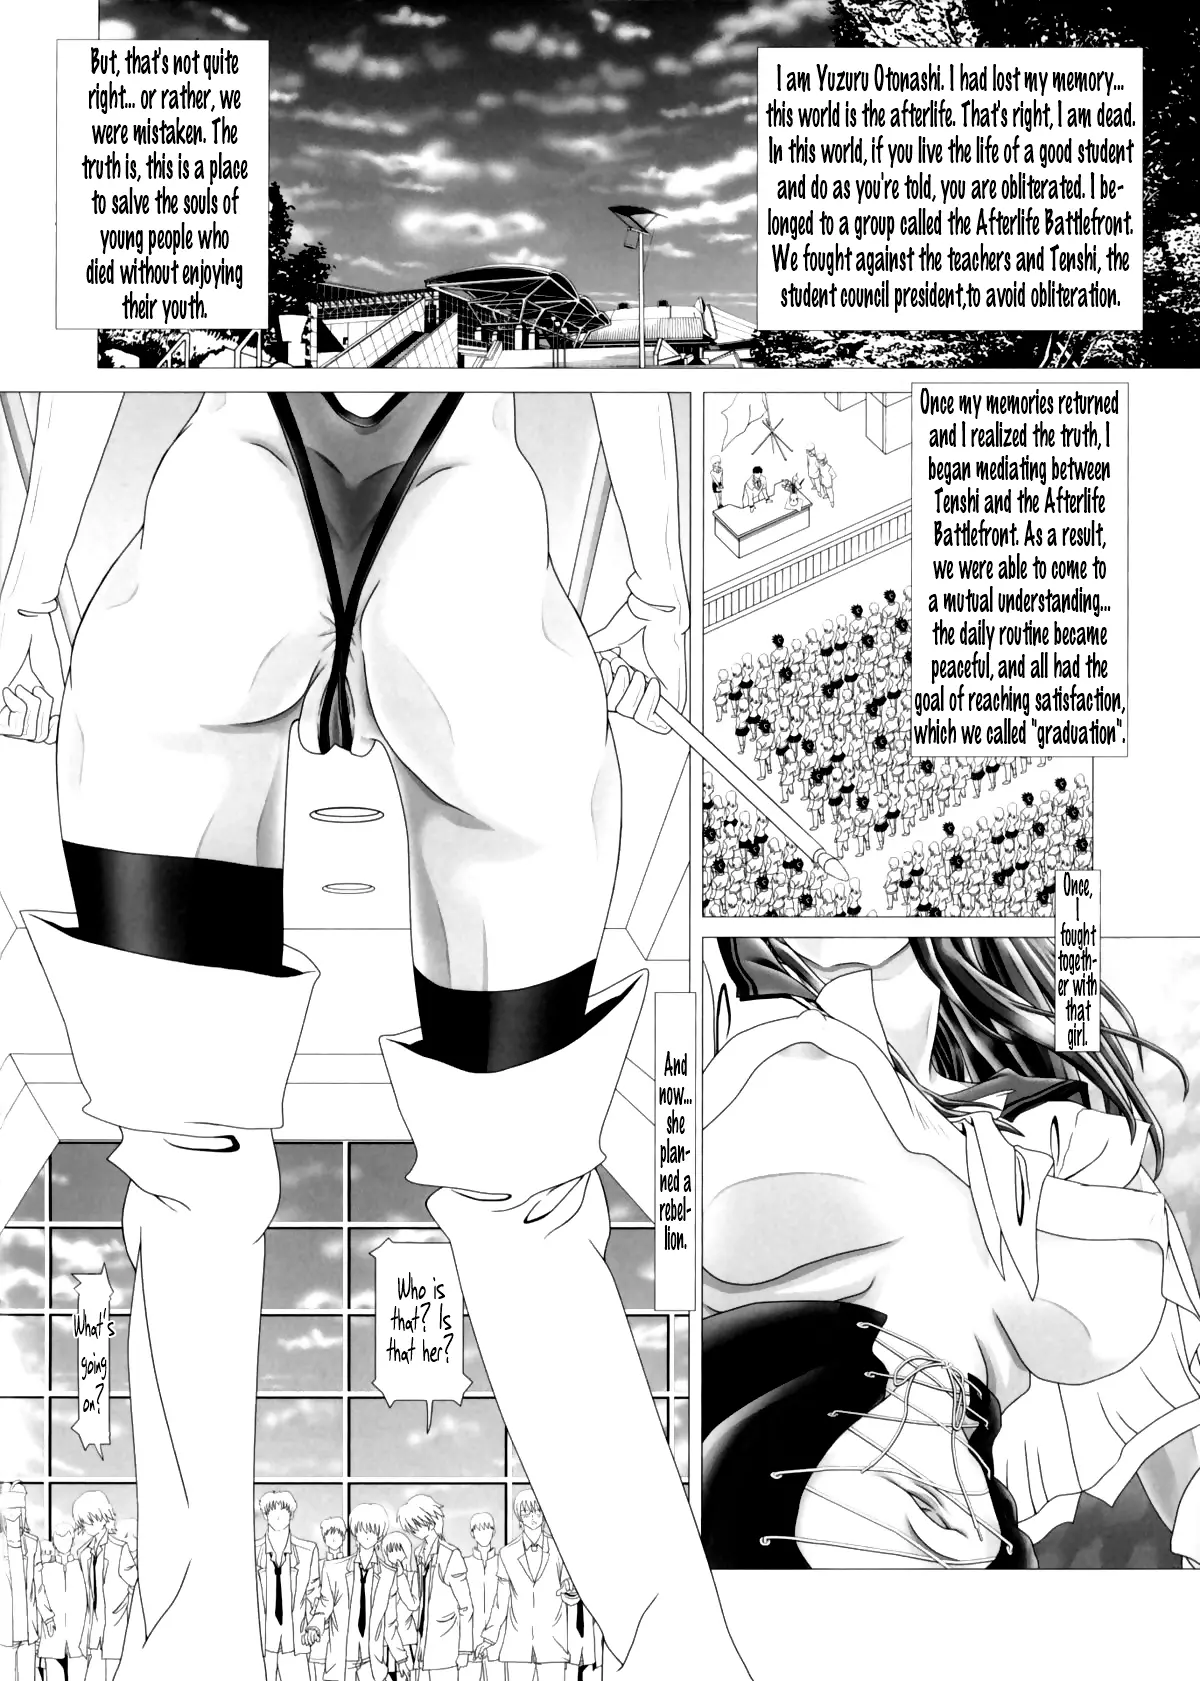 I am Yuzuru Otonashi. I had lost my memory...
this world is the afterlife. That's right, I am dead.
In this world, if you live the life of a good student
and do as you're told, you are obliterated. I be-
longed to a group called the Afterlife Battlefront.
We fought against the teachers and Tenshi, the
student council president,to avoid obliteration.
But, that's not quite
right... or rather, we
were mistaken. The
truth is, this is a place
to salve the souls of
young people who
died without enjoying
their youth.
Once my memories returned
and I realized the truth, I
began mediating between
Tenshi and the Afterlife
Battlefront. As a result,
we were able to come to
a mutual understanding...
the daily routine became
peaceful, and all had the
goal of reaching satisfaction,
which we called "graduation".
Once,
I
fought
togeth-
er with
that
girl.
And
now...
she
plan-
ned a
rebel-
lion.
Who is
that? Is
that her?
What's
going
on?